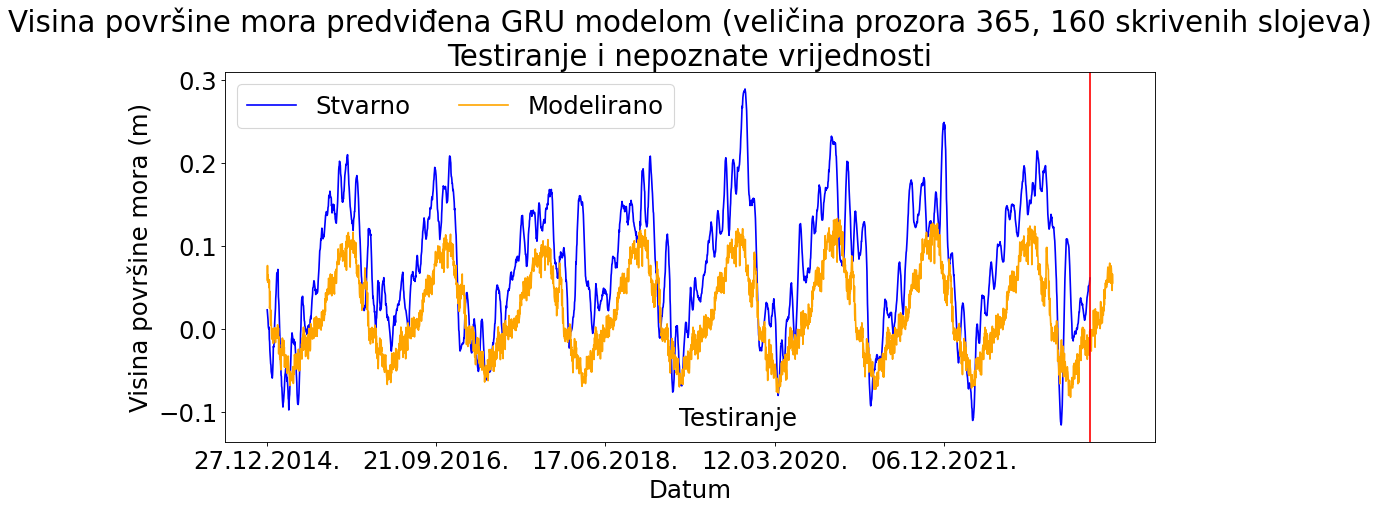 Visina površine mora predviđena GRU modelom (veličina prozora 365, 160 skrivenih slojeva)
Testiranje i nepoznate vrijednosti
Stvarno
Modelirano
Visina površine mora (m)
0.3
0.2
0.1
0.0
−0.1
Testiranje
27.12.2014.
21.09.2016.
17.06.2018.
12.03.2020.
06.12.2021.
Datum